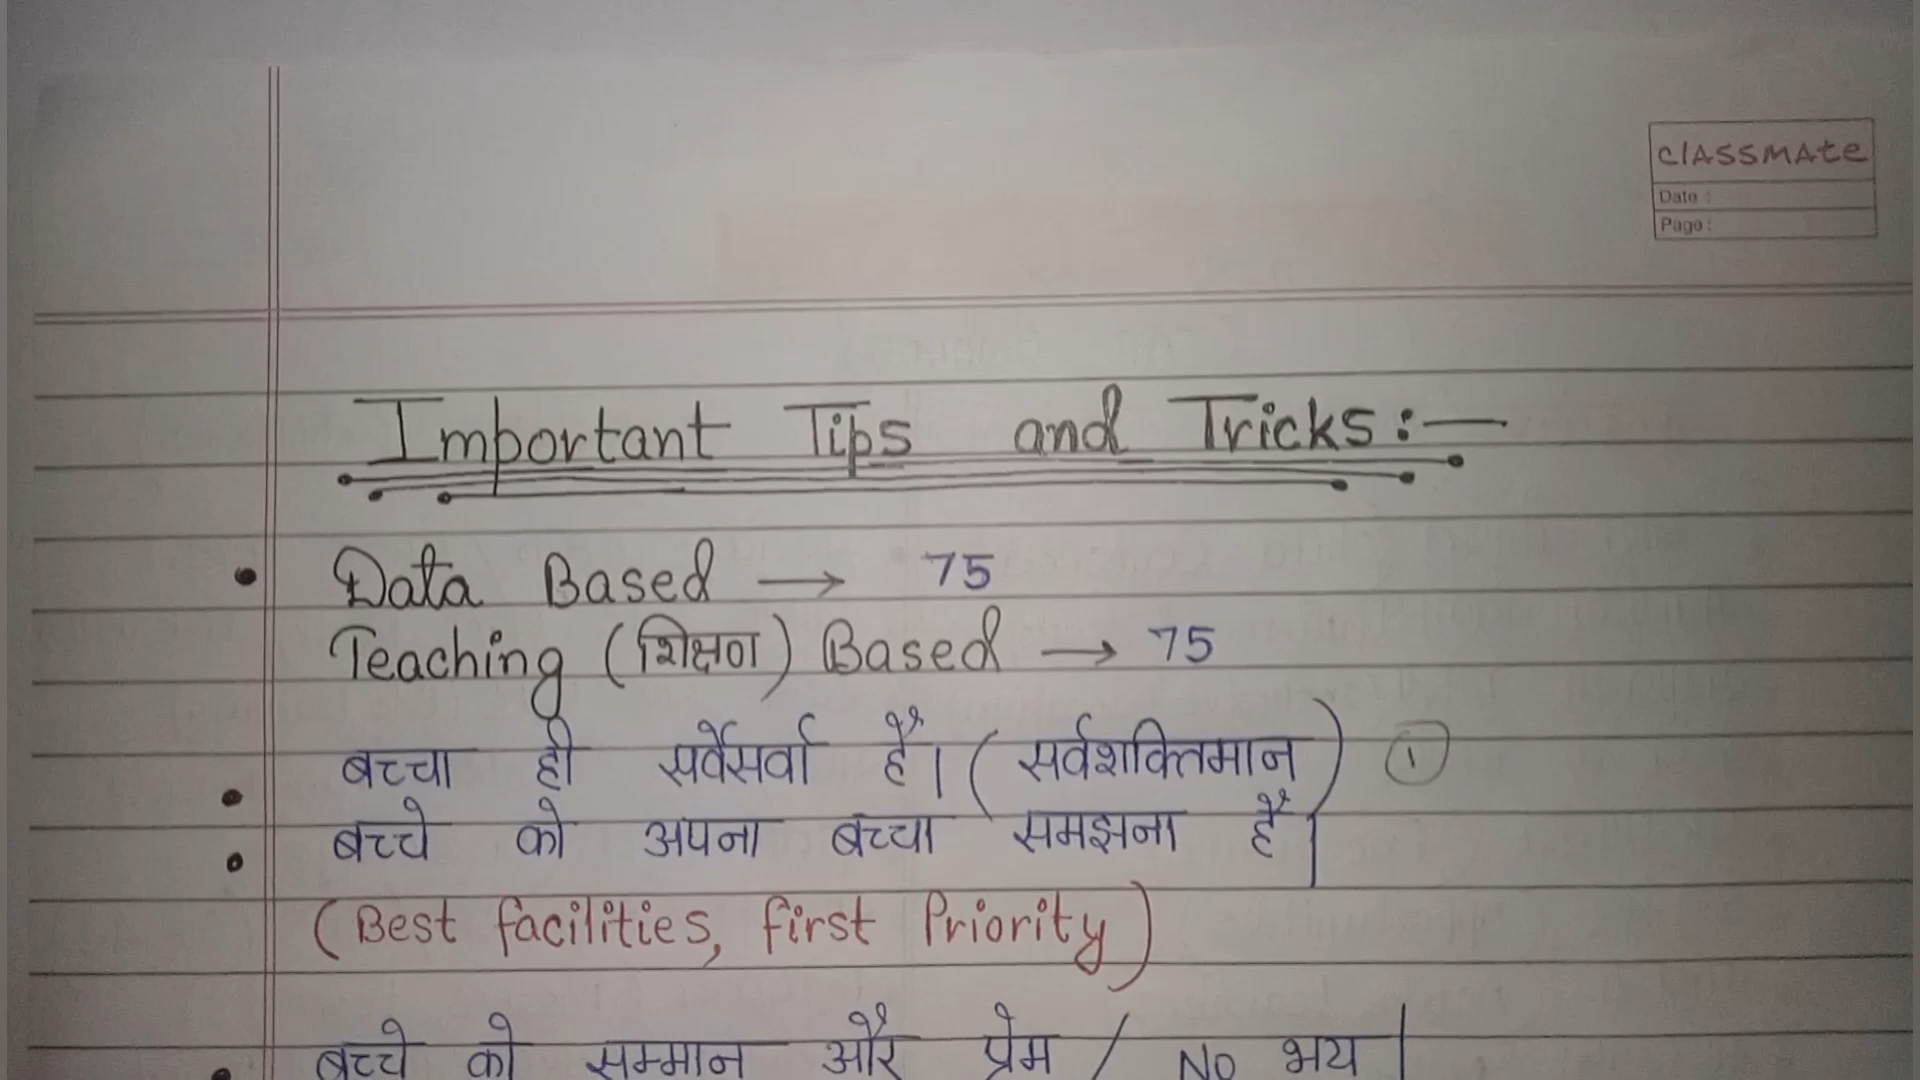 classmate
Date :
Page :
Important Tips and Tricks :—
• Data Based → 75
Teaching (शिक्षण) Based → 75
• बच्चा ही सर्वेसर्वा है। (सर्वशक्तिमान) ①
• बच्चे को अपना बच्चा समझना है।
(Best facilities, first Priority)
• बच्चे को सम्मान और प्रेम / No भय |